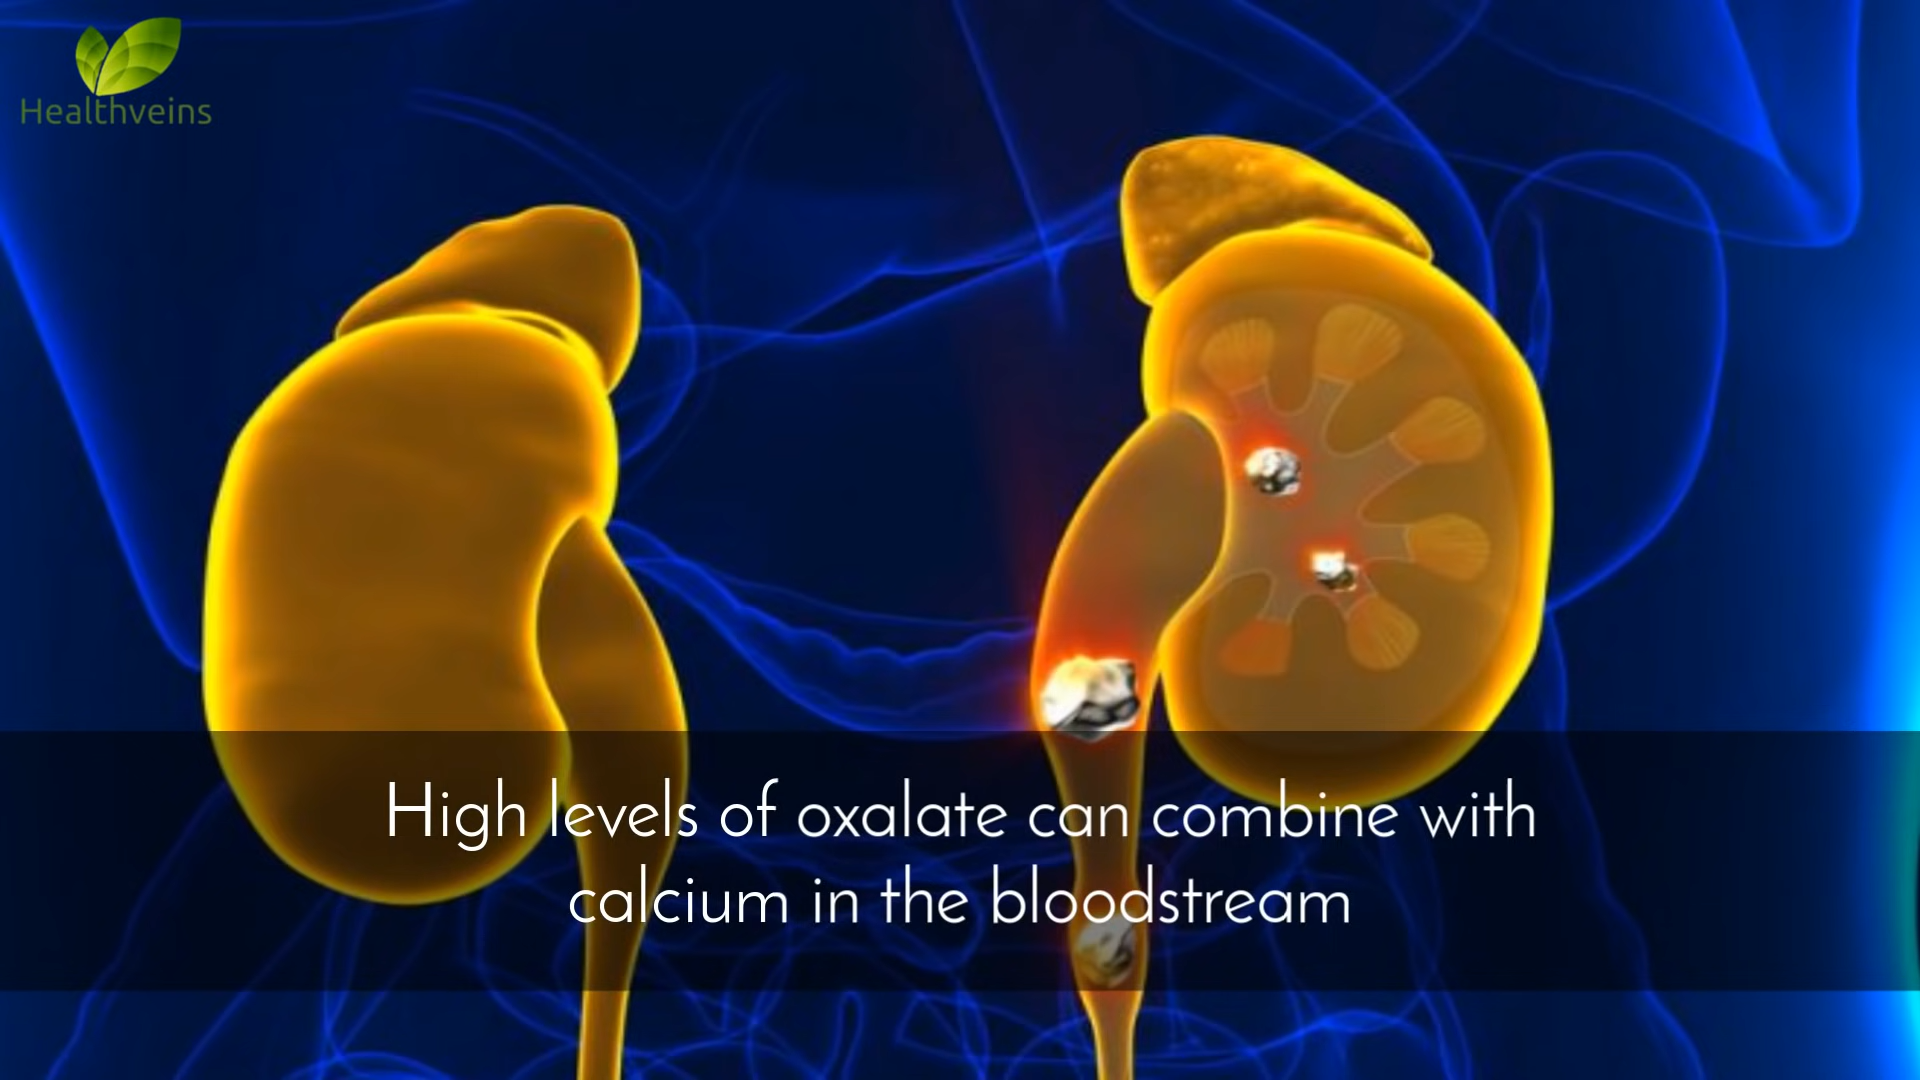 Healthveins
High levels of oxalate can combine with
calcium in the bloodstream